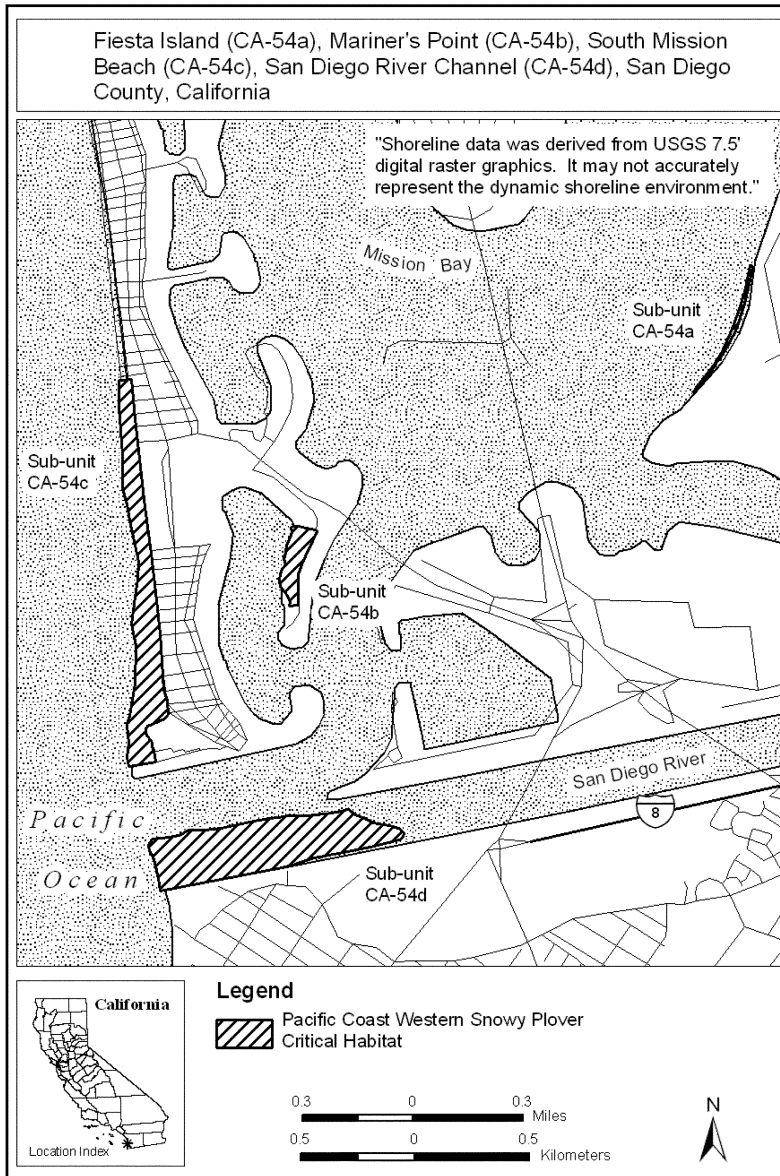 Fiesta Island (CA-54a), Mariner's Point (CA-54b), South Mission
Beach (CA-54c), San Diego River Channel (CA-54d), San Diego
County, California
"Shoreline data was derived from USGS 7.5'
digital raster graphics. It may not accurately
represent the dynamic shoreline environment."
Mission Bay
Sub-unit
CA-54a
Sub-unit
CA-54c
Sub-unit
CA-54b
San Diego River
8
Pacific
Ocean
Sub-unit
CA-54d
California
Location Index
Legend
Pacific Coast Western Snowy Plover
Critical Habitat
0.3 0 0.3
Miles
0.5 0 0.5
Kilometers
N